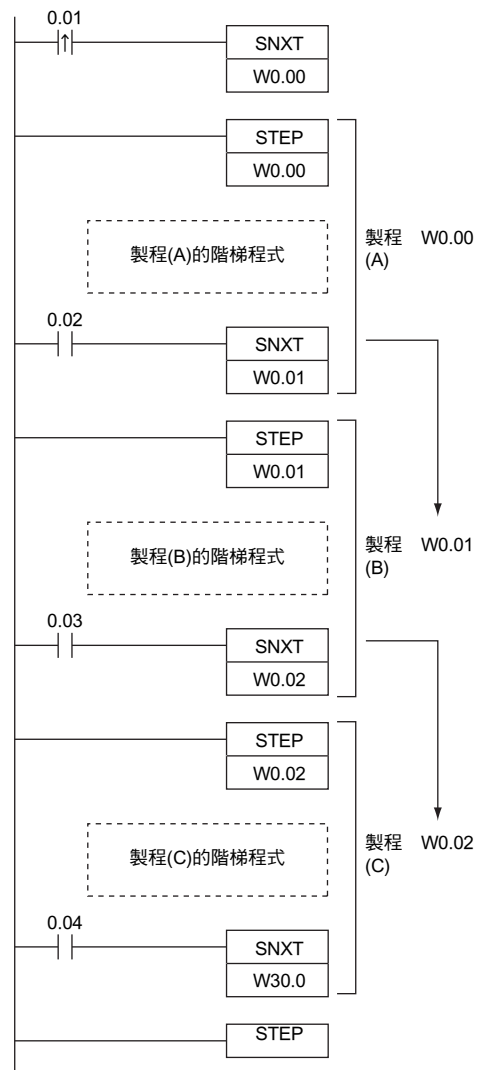 0.01
SNXT
W0.00
STEP
W0.00
製程(A)的階梯程式
製程 W0.00
(A)
0.02
SNXT
W0.01
STEP
W0.01
製程(B)的階梯程式
製程 W0.01
(B)
0.03
SNXT
W0.02
STEP
W0.02
製程(C)的階梯程式
製程 W0.02
(C)
0.04
SNXT
W30.0
STEP